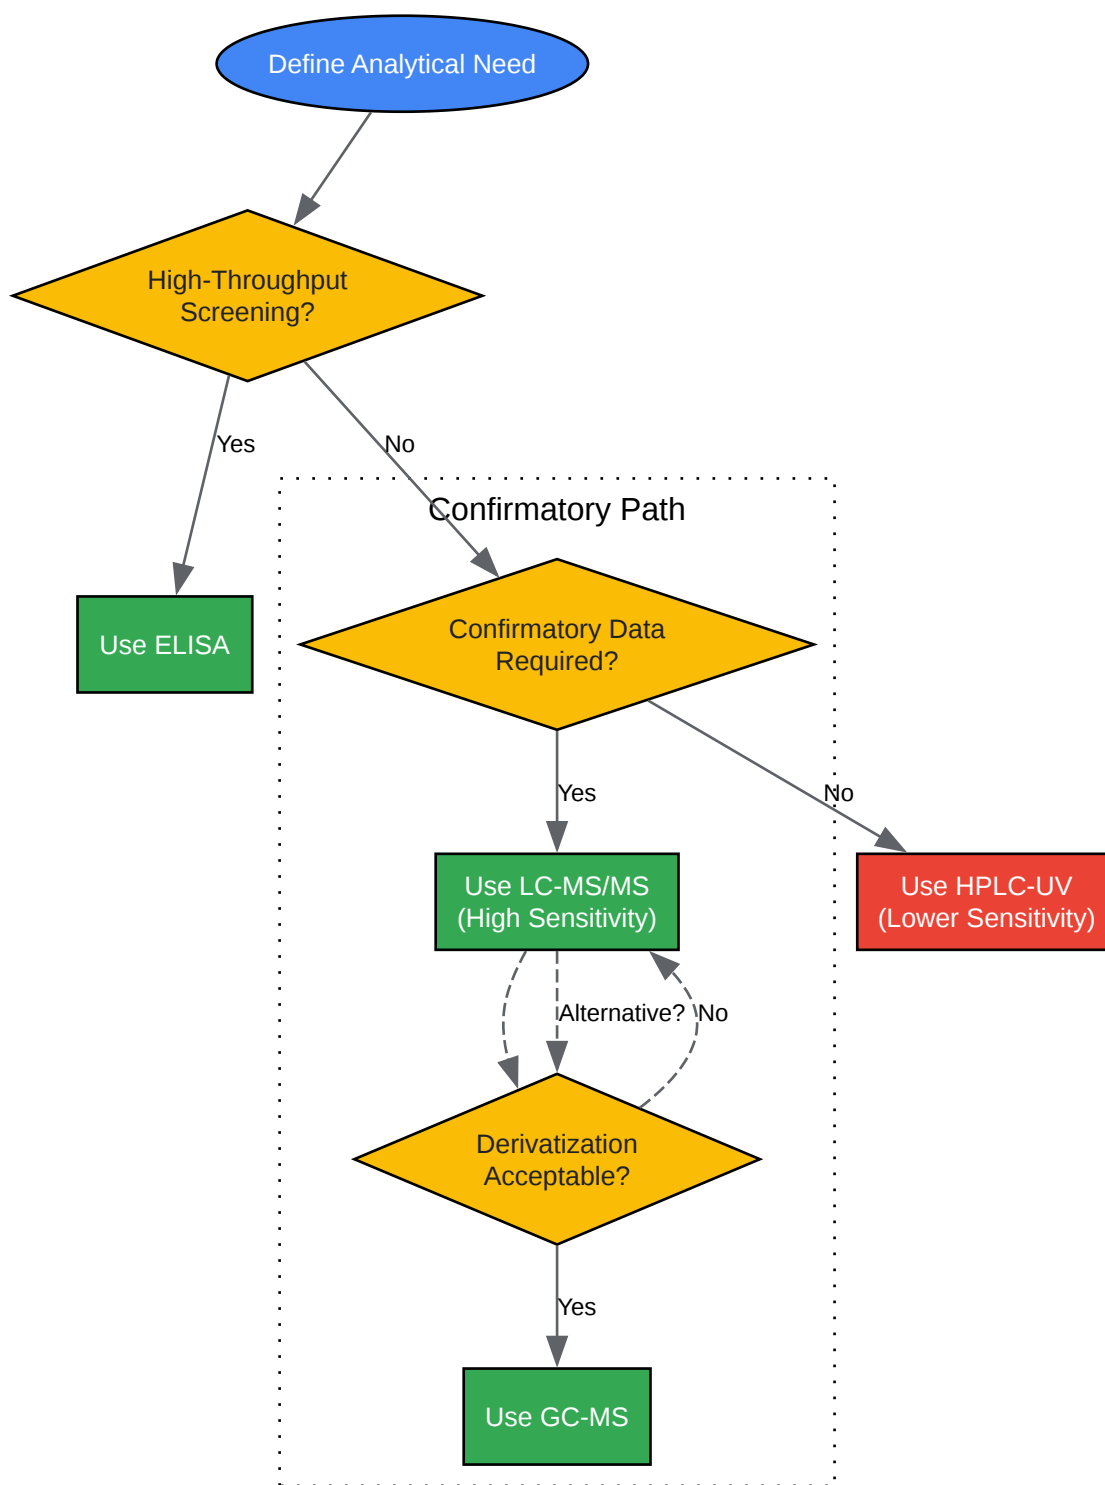 Define Analytical Need
High-Throughput
Screening?
Yes
No
Confirmatory Path
Use ELISA
Confirmatory Data
Required?
Yes
No
Use LC-MS/MS
(High Sensitivity)
Use HPLC-UV
(Lower Sensitivity)
Alternative?
No
Derivatization
Acceptable?
Yes
Use GC-MS